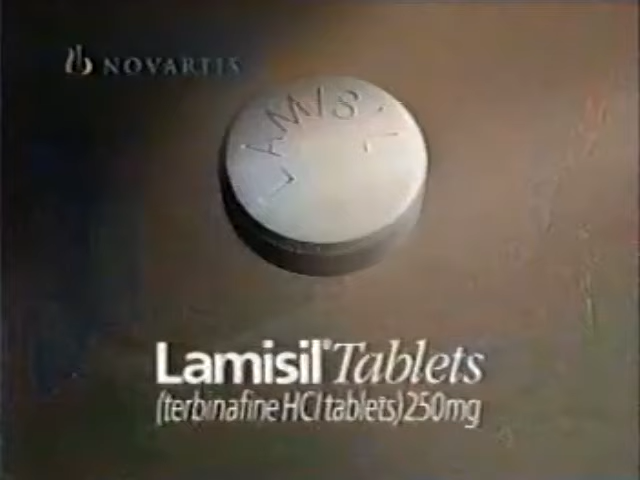 NOVARTIS
LAMISIL
Lamisil® Tablets
(terbinafine HCl tablets) 250mg